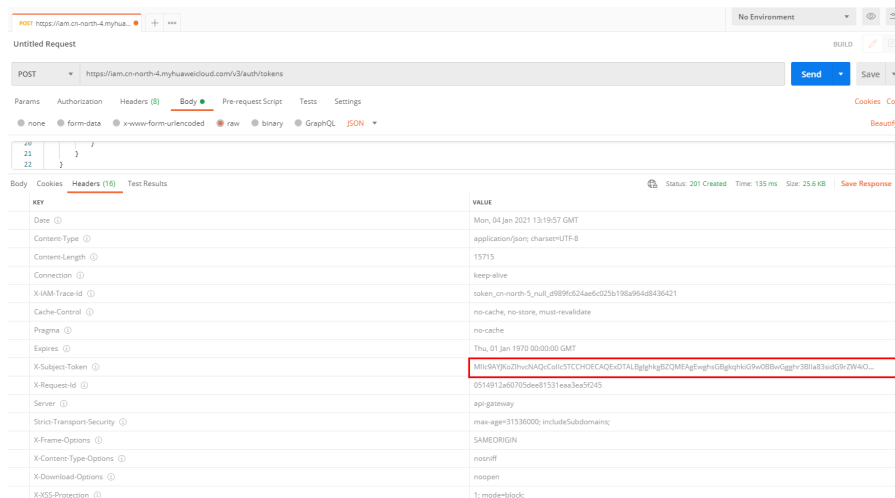 POST https://iam.cn-north-4.myhua... + ••• No Environment
Untitled Request BUILD
POST https://iam.cn-north-4.myhuaweicloud.com/v3/auth/tokens Send Save
Params Authorization Headers (8) Body Pre-request Script Tests Settings Cookies Co
none form-data x-www-form-urlencoded raw binary GraphQL JSON Beautif
20 }
21 }
22 }
Body Cookies Headers (16) Test Results Status: 201 Created Time: 135 ms Size: 25.6 KB Save Response
KEY VALUE
Date Mon, 04 Jan 2021 13:19:57 GMT
Content-Type application/json; charset=UTF-8
Content-Length 15715
Connection keep-alive
X-IAM-Trace-Id token_cn-north-5_null_d989fc624ae6c025b198a964d8436421
Cache-Control no-cache, no-store, must-revalidate
Pragma no-cache
Expires Thu, 01 Jan 1970 00:00:00 GMT
X-Subject-Token
X-Request-Id 0514912a60705dee81531eaa3ea5f245
Server api-gateway
Strict-Transport-Security max-age=31536000; includeSubdomains;
X-Frame-Options SAMEORIGIN
X-Content-Type-Options nosniff
X-Download-Options noopen
X-XSS-Protection 1; mode=block;